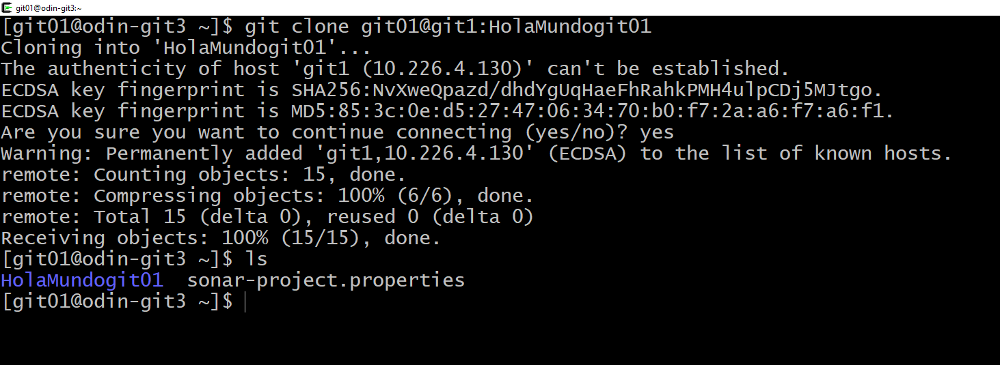 git01@odin-git3:~
[git01@odin-git3 ~]$ git clone git01@git1:HolaMundogit01
Cloning into 'HolaMundogit01'...
The authenticity of host 'git1 (10.226.4.130)' can't be established.
ECDSA key fingerprint is SHA256:NvXweQpazd/dhdYgUqHaeFhRahkPMH4ulpCDj5MJtgo.
ECDSA key fingerprint is MD5:85:3c:0e:d5:27:47:06:34:70:b0:f7:2a:a6:f7:a6:f1.
Are you sure you want to continue connecting (yes/no)? yes
Warning: Permanently added 'git1,10.226.4.130' (ECDSA) to the list of known hosts.
remote: Counting objects: 15, done.
remote: Compressing objects: 100% (6/6), done.
remote: Total 15 (delta 0), reused 0 (delta 0)
Receiving objects: 100% (15/15), done.
[git01@odin-git3 ~]$ ls
HolaMundogit01  sonar-project.properties
[git01@odin-git3 ~]$